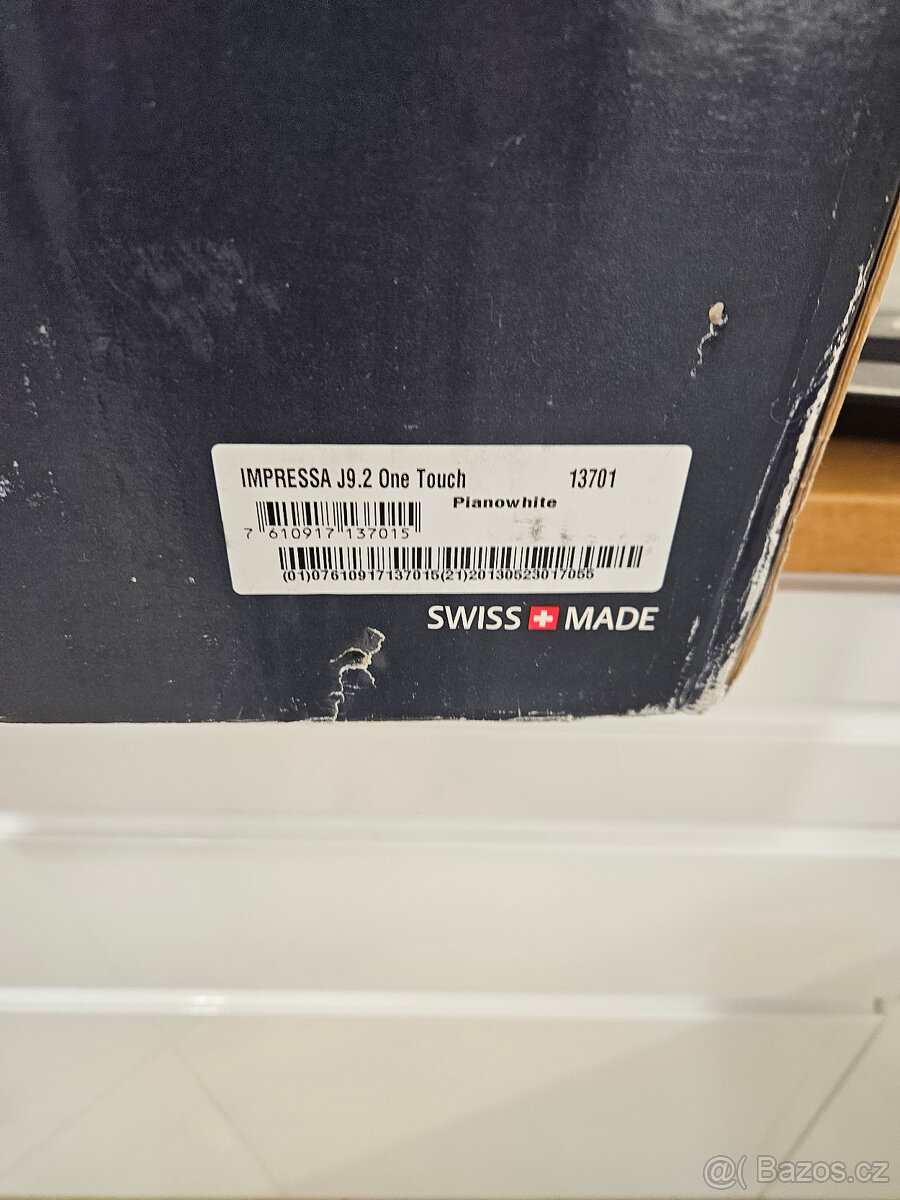 IMPRESSA J9.2 One Touch 13701
Pianowhite
7 610917 137015
(01)07610917137015(21)20130523017055
SWISS MADE
@( Bazos.cz